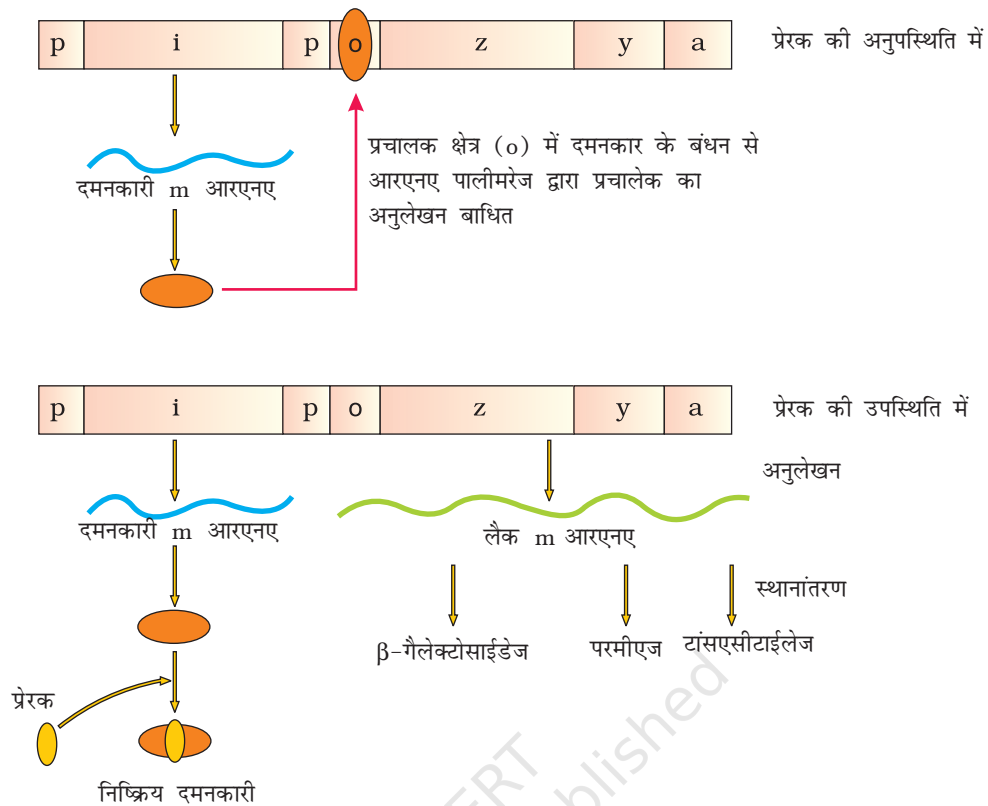 p i p o z y a
प्रेरक की अनुपस्थिति में
प्रचालक क्षेत्र (o) में दमनकार के बंधन से
आरएनए पालीमरेज द्वारा प्रचालेक का
अनुलेखन बाधित
दमनकारी m आरएनए
p i p o z y a
प्रेरक की उपस्थिति में
अनुलेखन
दमनकारी m आरएनए
लैक m आरएनए
स्थानांतरण
β-गैलेक्टोसाईडेज
परमीएज
टांसएसीटाईलेज
प्रेरक
निष्क्रिय दमनकारी